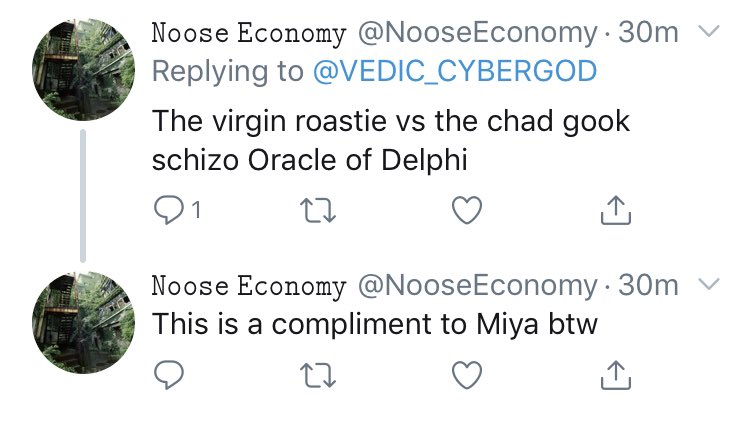 Noose Economy @NooseEconomy · 30m
Replying to @VEDIC_CYBERGOD
The virgin roastie vs the chad gook
schizo Oracle of Delphi
1
Noose Economy @NooseEconomy · 30m
This is a compliment to Miya btw